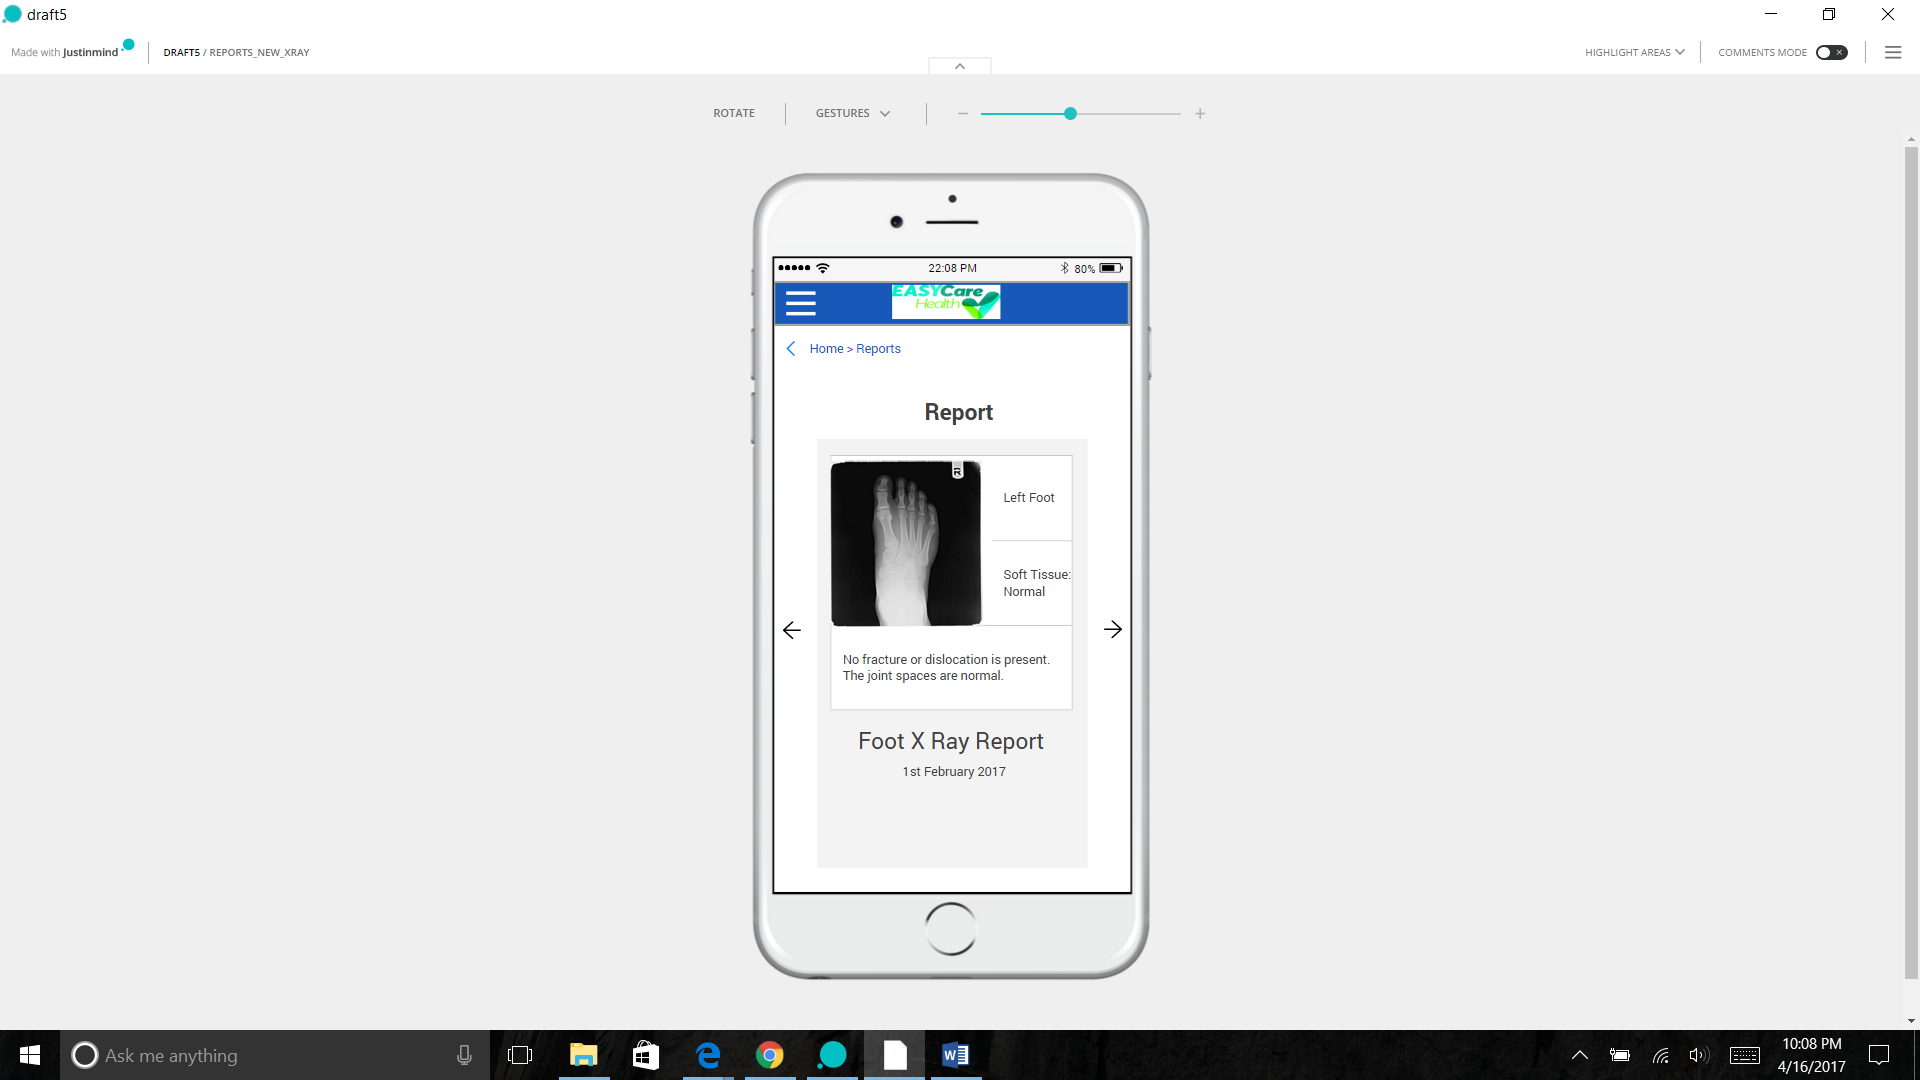 draft5
Made with Justinmind
DRAFT5 / REPORTS_NEW_XRAY
HIGHLIGHT AREAS
COMMENTS MODE
ROTATE
GESTURES
22:08 PM
80%
EASYCare
Health
Home > Reports
Report
R
Left Foot
Soft Tissue:
Normal
No fracture or dislocation is present.
The joint spaces are normal.
Foot X Ray Report
1st February 2017
Ask me anything
10:08 PM
4/16/2017